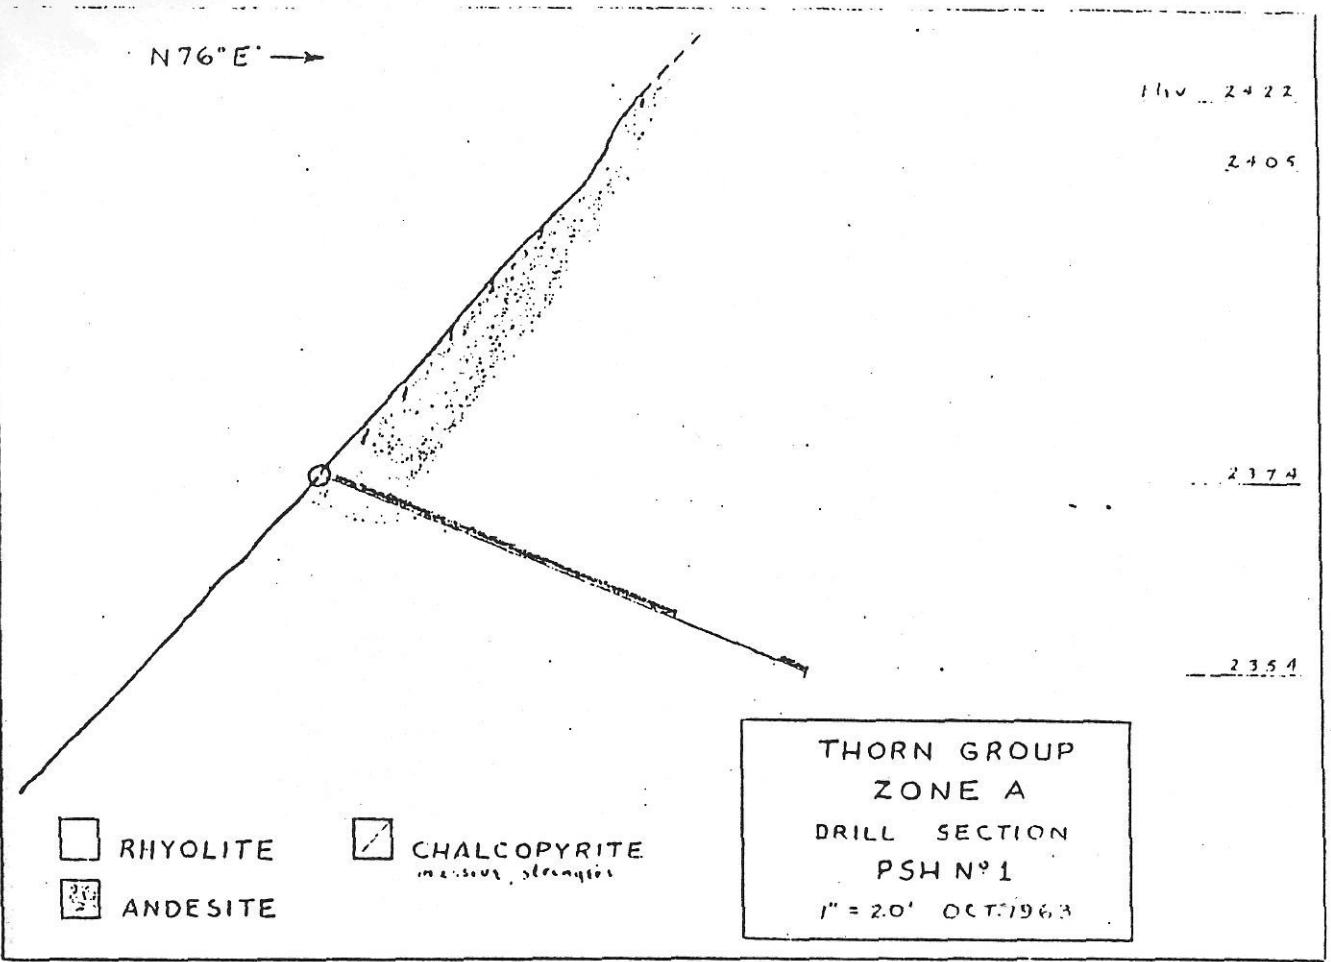 N76°E →
2422
2405
2374
2354
THORN GROUP
ZONE A
DRILL SECTION
PSH Nº 1
1" = 20' OCT. 1963
RHYOLITE
CHALCOPYRITE
ANDESITE